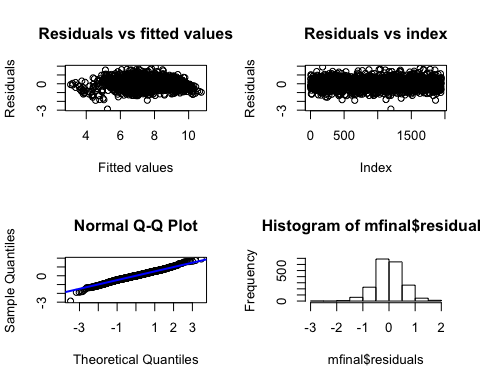 Residuals vs fitted values
Residuals
0
-3
4 6 8 10
Fitted values
Residuals vs index
Residuals
0
-3
0 500 1500
Index
Normal Q-Q Plot
Sample Quantiles
0
-3
-3 -1 1 2 3
Theoretical Quantiles
Histogram of mfinal$residual
Frequency
500
0
-3 -2 -1 0 1 2
mfinal$residuals